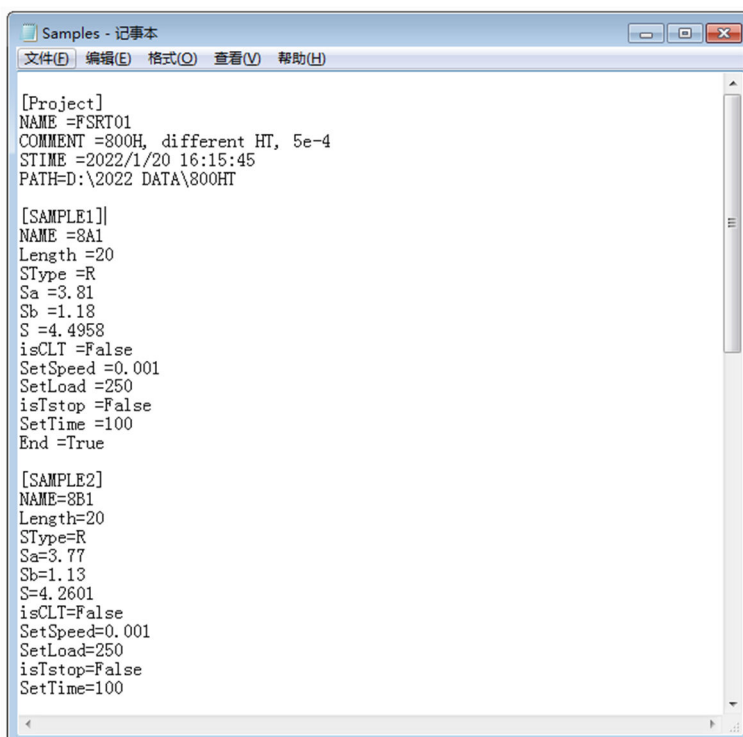 Samples - 记事本
文件(F) 编辑(E) 格式(O) 查看(V) 帮助(H)
[Project]
NAME =FSRT01
COMMENT =800H, different HT, 5e-4
STIME =2022/1/20 16:15:45
PATH=D:\2022 DATA\800HT
[SAMPLE1]
NAME =8A1
Length =20
SType =R
Sa =3.81
Sb =1.18
S =4.4958
isCLT =False
SetSpeed =0.001
SetLoad =250
isTstop =False
SetTime =100
End =True
[SAMPLE2]
NAME=8B1
Length=20
SType=R
Sa=3.77
Sb=1.13
S=4.2601
isCLT=False
SetSpeed=0.001
SetLoad=250
isTstop=False
SetTime=100